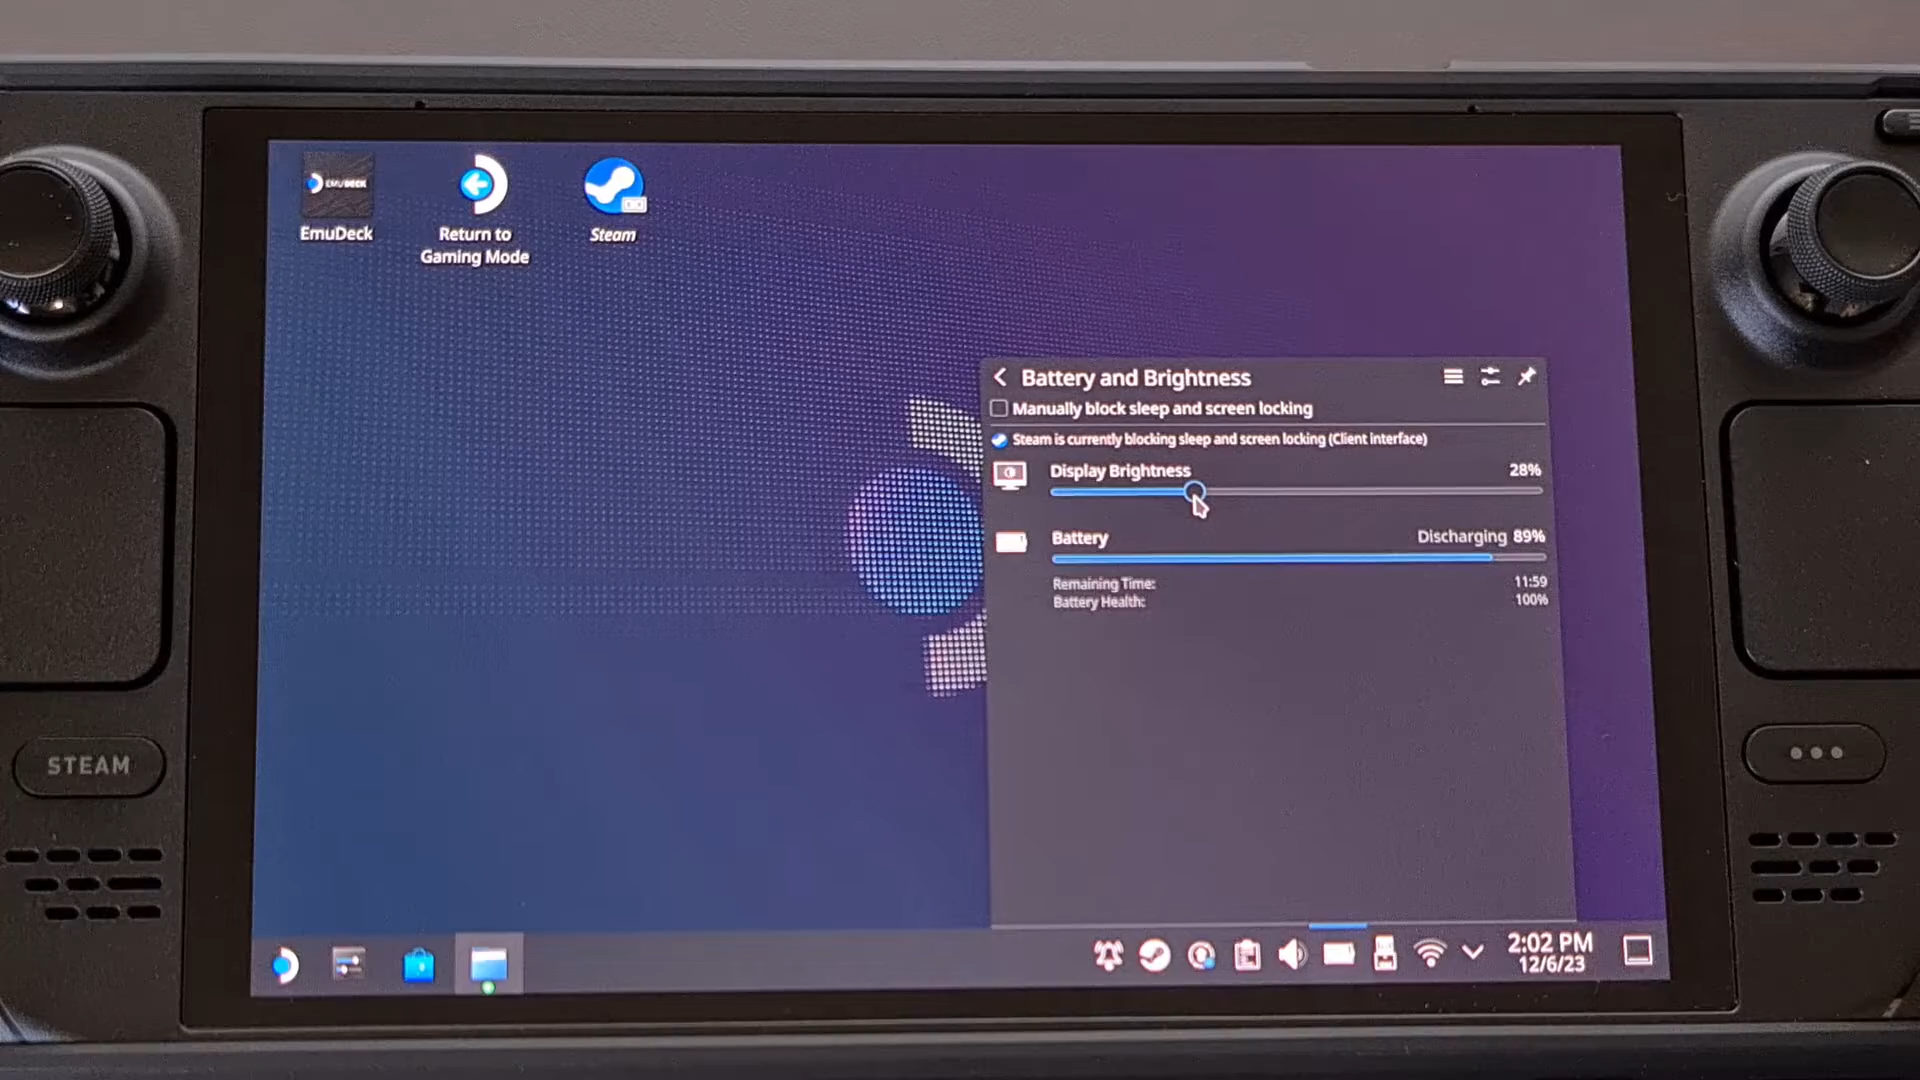 EMUDECK
EmuDeck
Return to
Gaming Mode
Steam
Battery and Brightness
Manually block sleep and screen locking
Steam is currently blocking sleep and screen locking (Client interface)
Display Brightness 28%
Battery Discharging 89%
Remaining Time: 11:59
Battery Health: 100%
STEAM
2:02 PM
12/6/23